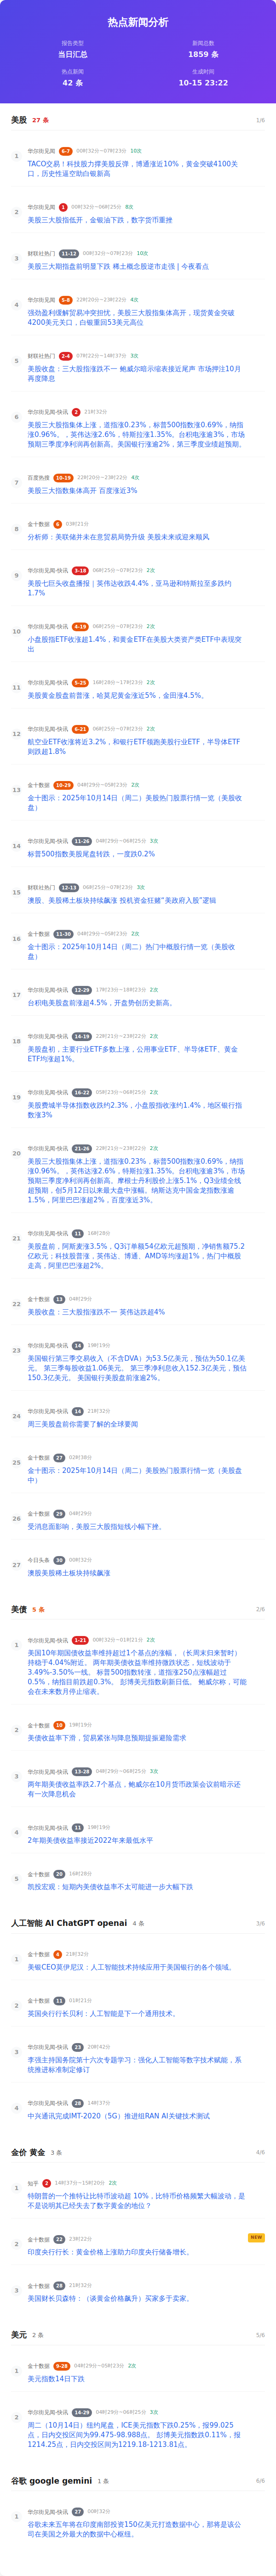 热点新闻分析
报告类型
当日汇总
新闻总数
1859 条
热点新闻
42 条
生成时间
10-15 23:22
美股 27 条 1/6
1
华尔街见闻 6-7 00时32分~07时23分 10次
TACO交易！科技股力撑美股反弹，博通涨近10%，黄金突破4100关
口，历史性逼空助白银新高
2
华尔街见闻 1 00时32分~06时25分 8次
美股三大股指低开，金银油下跌，数字货币重挫
3
财联社热门 11-12 00时32分~07时23分 10次
美股三大期指盘前明显下跌 稀土概念股逆市走强 | 今夜看点
4
华尔街见闻 5-8 22时20分~23时22分 4次
强劲盈利缓解贸易冲突担忧，美股三大股指集体高开，现货黄金突破
4200美元关口，白银重回53美元高位
5
财联社热门 2-4 07时22分~14时37分 3次
美股收盘：三大股指涨跌不一 鲍威尔暗示缩表接近尾声 市场押注10月
再度降息
6
华尔街见闻-快讯 2 21时32分
美股三大股指集体上涨，道指涨0.23%，标普500指数涨0.69%，纳指
涨0.96%。，英伟达涨2.6%，特斯拉涨1.35%。台积电涨逾3%，市场
预期三季度净利润再创新高。美国银行涨逾2%，第三季度业绩超预期。
7
百度热搜 10-19 22时20分~23时22分 4次
美股三大指数集体高开 百度涨近3%
8
金十数据 6 03时21分
分析师：美联储并未在意贸易局势升级 美股未来或迎来顺风
9
华尔街见闻-快讯 3-18 06时25分~07时23分 2次
美股七巨头收盘播报｜英伟达收跌4.4%，亚马逊和特斯拉至多跌约
1.7%
10
华尔街见闻-快讯 4-19 06时25分~07时23分 2次
小盘股指ETF收涨超1.4%，和黄金ETF在美股大类资产类ETF中表现突
出
11
华尔街见闻-快讯 5-25 16时28分~17时23分 2次
美股黄金股盘前普涨，哈莫尼黄金涨近5%，金田涨4.5%。
12
华尔街见闻-快讯 6-21 06时25分~07时23分 2次
航空业ETF收涨将近3.2%，和银行ETF领跑美股行业ETF，半导体ETF
则跌超1.8%
13
金十数据 10-29 04时29分~05时23分 2次
金十图示：2025年10月14日（周二）美股热门股票行情一览（美股收
盘）
14
华尔街见闻-快讯 11-26 04时29分~06时25分 3次
标普500指数美股尾盘转跌，一度跌0.2%
15
财联社热门 12-13 06时25分~07时23分 3次
澳股、美股稀土板块持续飙涨 投机资金狂赌“美政府入股”逻辑
16
金十数据 11-30 04时29分~05时23分 2次
金十图示：2025年10月14日（周二）热门中概股行情一览（美股收
盘）
17
华尔街见闻-快讯 12-29 17时23分~18时23分 2次
台积电美股盘前涨超4.5%，开盘势创历史新高。
18
华尔街见闻-快讯 14-19 22时21分~23时22分 2次
美股盘初，主要行业ETF多数上涨，公用事业ETF、半导体ETF、黄金
ETF均涨超1%。
19
华尔街见闻-快讯 16-22 05时23分~06时25分 2次
美股费城半导体指数收跌约2.3%，小盘股指收涨约1.4%，地区银行指
数涨3%
20
华尔街见闻-快讯 21-26 22时21分~23时22分 2次
美股三大股指集体上涨，道指涨0.23%，标普500指数涨0.69%，纳指
涨0.96%。，英伟达涨2.6%，特斯拉涨1.35%。台积电涨逾3%，市场
预期三季度净利润再创新高。摩根士丹利股价上涨5.1%，Q3业绩全线
超预期，创5月12日以来最大盘中涨幅。纳斯达克中国金龙指数涨逾
1.5%，阿里巴巴涨超2%，百度涨近3%。
21
华尔街见闻-快讯 11 16时28分
美股盘前，阿斯麦涨3.5%，Q3订单额54亿欧元超预期，净销售额75.2
亿欧元；科技股普涨，英伟达、博通、AMD等均涨超1%，热门中概股
走高，阿里巴巴涨超2%。
22
金十数据 13 04时29分
美股收盘：三大股指涨跌不一 英伟达跌超4%
23
华尔街见闻-快讯 14 19时19分
美国银行第三季交易收入（不含DVA）为53.5亿美元，预估为50.1亿美
元。 第三季每股收益1.06美元。 第三季净利息收入152.3亿美元，预估
150.3亿美元。 美国银行美股盘前涨逾2%。
24
华尔街见闻-快讯 14 21时32分
周三美股盘前你需要了解的全球要闻
25
金十数据 27 02时38分
金十图示：2025年10月14日（周二）美股热门股票行情一览（美股盘
中）
26
金十数据 29 04时29分
受消息面影响，美股三大股指短线小幅下挫。
27
今日头条 30 00时32分
澳股美股稀土板块持续飙涨
美债 5 条 2/6
1
华尔街见闻-快讯 1-21 00时32分~01时21分 2次
美国10年期国债收益率维持超过1个基点的涨幅，（长周末归来暂时）
持稳于4.04%附近。 两年期美债收益率维持微跌状态，短线波动于
3.49%-3.50%一线。 标普500指数转涨，道指涨250点涨幅超过
0.5%，纳指目前跌超0.3%。 彭博美元指数刷新日低。 鲍威尔称，可能
会在未来数月停止缩表。
2
金十数据 10 19时19分
美债收益率下滑，贸易紧张与降息预期提振避险需求
3
华尔街见闻-快讯 13-28 04时29分~06时25分 3次
两年期美债收益率跌2.7个基点，鲍威尔在10月货币政策会议前暗示还
有一次降息机会
4
华尔街见闻-快讯 11 19时19分
2年期美债收益率接近2022年来最低水平
5
金十数据 20 16时28分
凯投宏观：短期内美债收益率不太可能进一步大幅下跌
人工智能 AI ChatGPT openai 4 条 3/6
1
金十数据 4 21时32分
美银CEO莫伊尼汉：人工智能技术持续应用于美国银行的各个领域。
2
金十数据 11 01时21分
英国央行行长贝利：人工智能是下一个通用技术。
3
华尔街见闻-快讯 23 20时42分
李强主持国务院第十六次专题学习：强化人工智能等数字技术赋能，系
统推进标准制定修订
4
华尔街见闻-快讯 28 14时37分
中兴通讯完成IMT-2020（5G）推进组RAN AI关键技术测试
金价 黄金 3 条 4/6
1
知乎 2 14时37分~15时20分 2次
特朗普的一个推特让比特币波动超 10%，比特币价格频繁大幅波动，是
不是说明其已经失去了数字黄金的地位？
2
金十数据 22 23时22分 NEW
印度央行行长：黄金价格上涨助力印度央行储备增长。
3
金十数据 28 21时32分
美国财长贝森特：（谈黄金价格飙升）买家多于卖家。
美元 2 条 5/6
1
金十数据 9-20 04时29分~05时23分 2次
美元指数14日下跌
2
华尔街见闻-快讯 14-29 04时29分~06时25分 3次
周二（10月14日）纽约尾盘，ICE美元指数下跌0.25%，报99.025
点，日内交投区间为99.475-98.988点。 彭博美元指数跌0.11%，报
1214.25点，日内交投区间为1219.18-1213.81点。
谷歌 google gemini 1 条 6/6
1
华尔街见闻-快讯 27 00时32分
谷歌未来五年将在印度南部投资150亿美元打造数据中心，那将是该公
司在美国之外最大的数据中心枢纽。